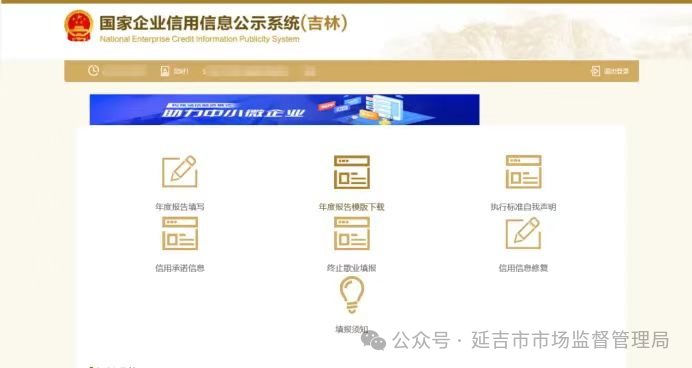 国家企业信用信息公示系统(吉林)
National Enterprise Credit Information Publicity System
您好!
退出登录
助力中小微企业
年度报告填写
年度报告模版下载
执行标准自我声明
信用承诺信息
终止歇业填报
信用信息修复
填报须知
公众号·延吉市市场监督管理局